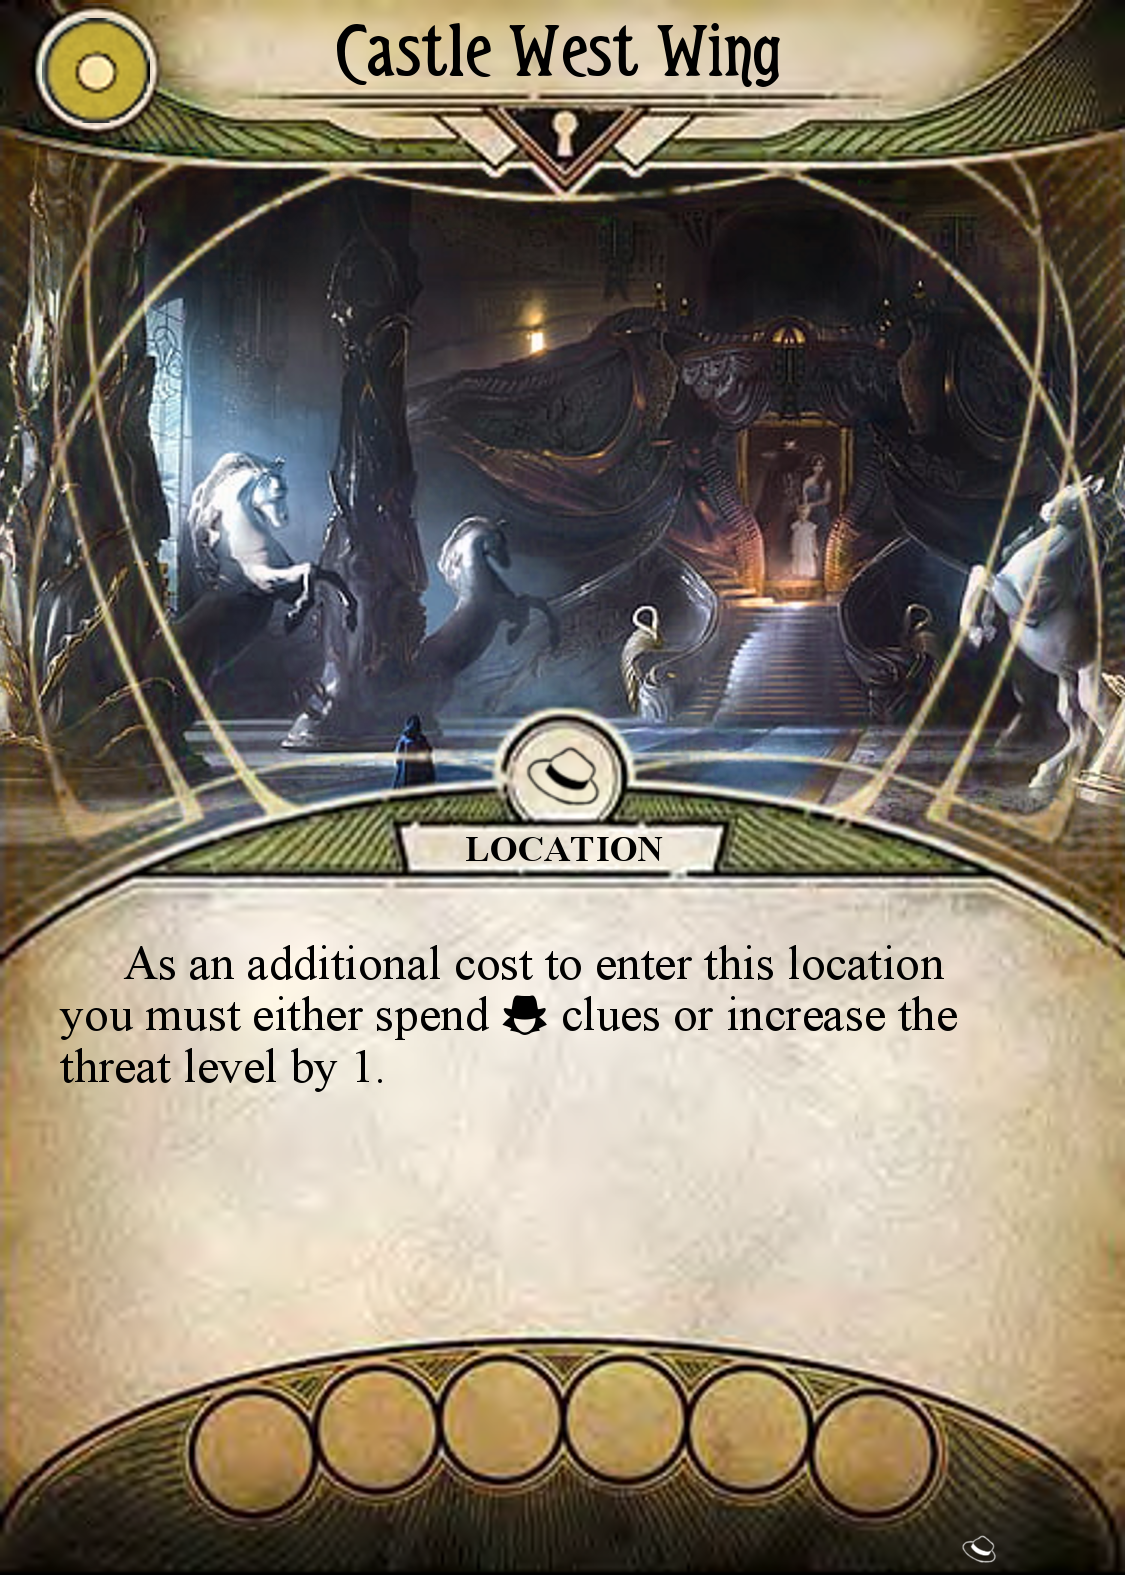 Castle West Wing
LOCATION
As an additional cost to enter this location
you must either spend clues or increase the
threat level by 1.